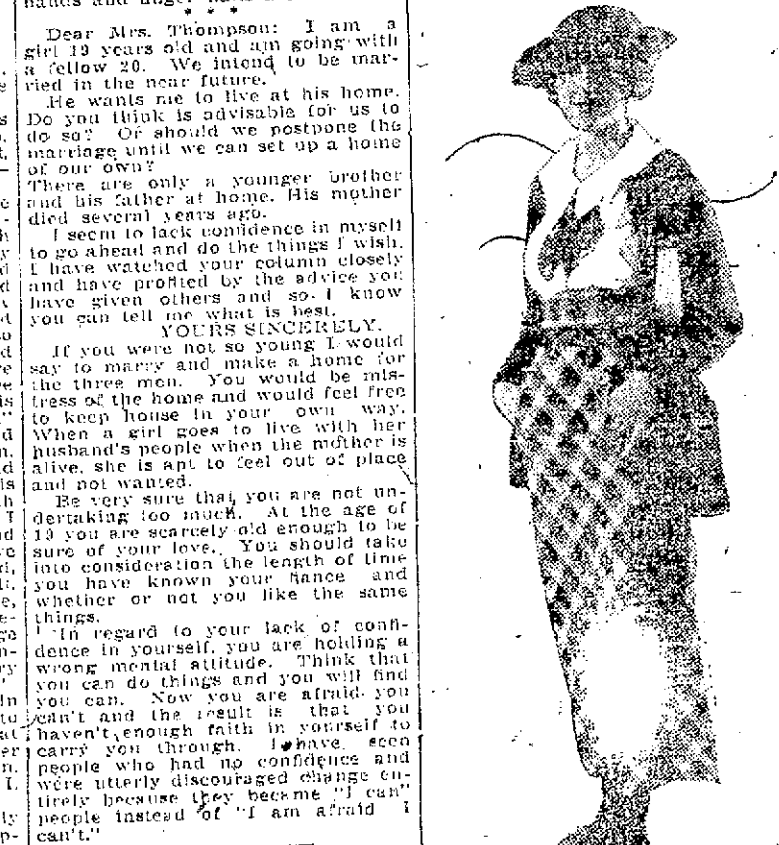 * * *
Dear Mrs. Thompson: I am a
girl 19 years old and am going with
a fellow 20. We intend to be mar-
ried in the near future.
He wants me to live at his home.
Do you think is advisable for us to
do so? Or should we postpone the
marriage until we can set up a home
of our own?
There are only a younger brother
and his father at home. His mother
died several years ago.
I seem to lack confidence in myself
to go ahead and do the things I wish.
I have watched your column closely
and have profited by the advice you
have given others and so I know
you can tell me what is best.
YOURS SINCERELY.
If you were not so young I would
say to marry and make a home for
the three men. You would be mis-
tress of the home and would feel free
to keep house in your own way.
When a girl goes to live with her
husband's people when the mother is
alive, she is apt to feel out of place
and not wanted.
Be very sure that you are not un-
dertaking too much. At the age of
19 you are scarcely old enough to be
sure of your love. You should take
into consideration the length of time
you have known your fiance and
whether or not you like the same
things.
In regard to your lack of confi-
dence in yourself, you are holding a
wrong mental attitude. Think that
you can do things and you will find
you can. Now you are afraid you
can't and the result is that you
haven't enough faith in yourself to
carry you through. I have seen
people who had no confidence and
were utterly discouraged change en-
tirely because they became "I can"
people instead of "I am afraid I
can't."